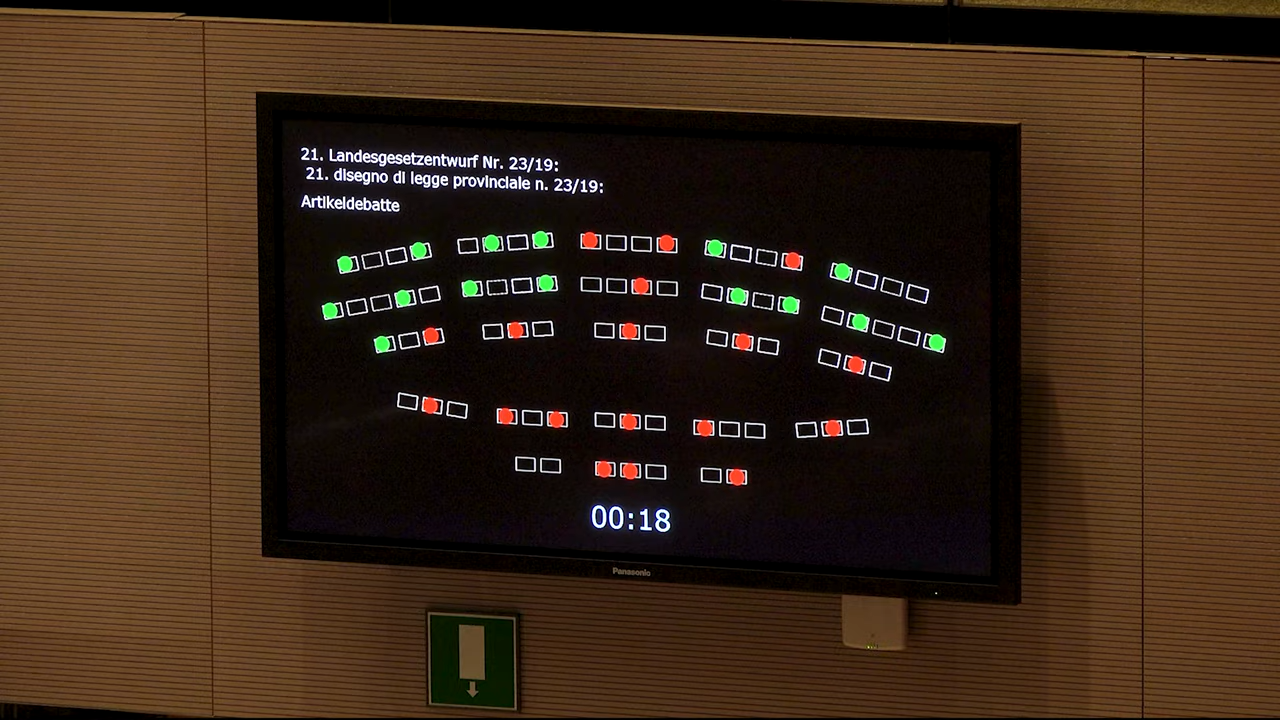 21. Landesgesetzentwurf Nr. 23/19:
21. disegno di legge provinciale n. 23/19:
Artikeldebatte
00:18
Panasonic